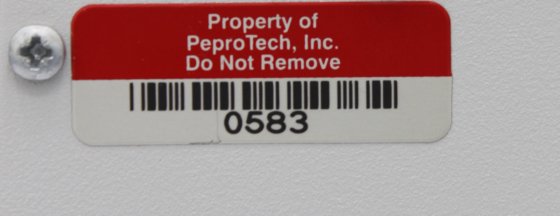 Property of
PeproTech, Inc.
Do Not Remove
0583